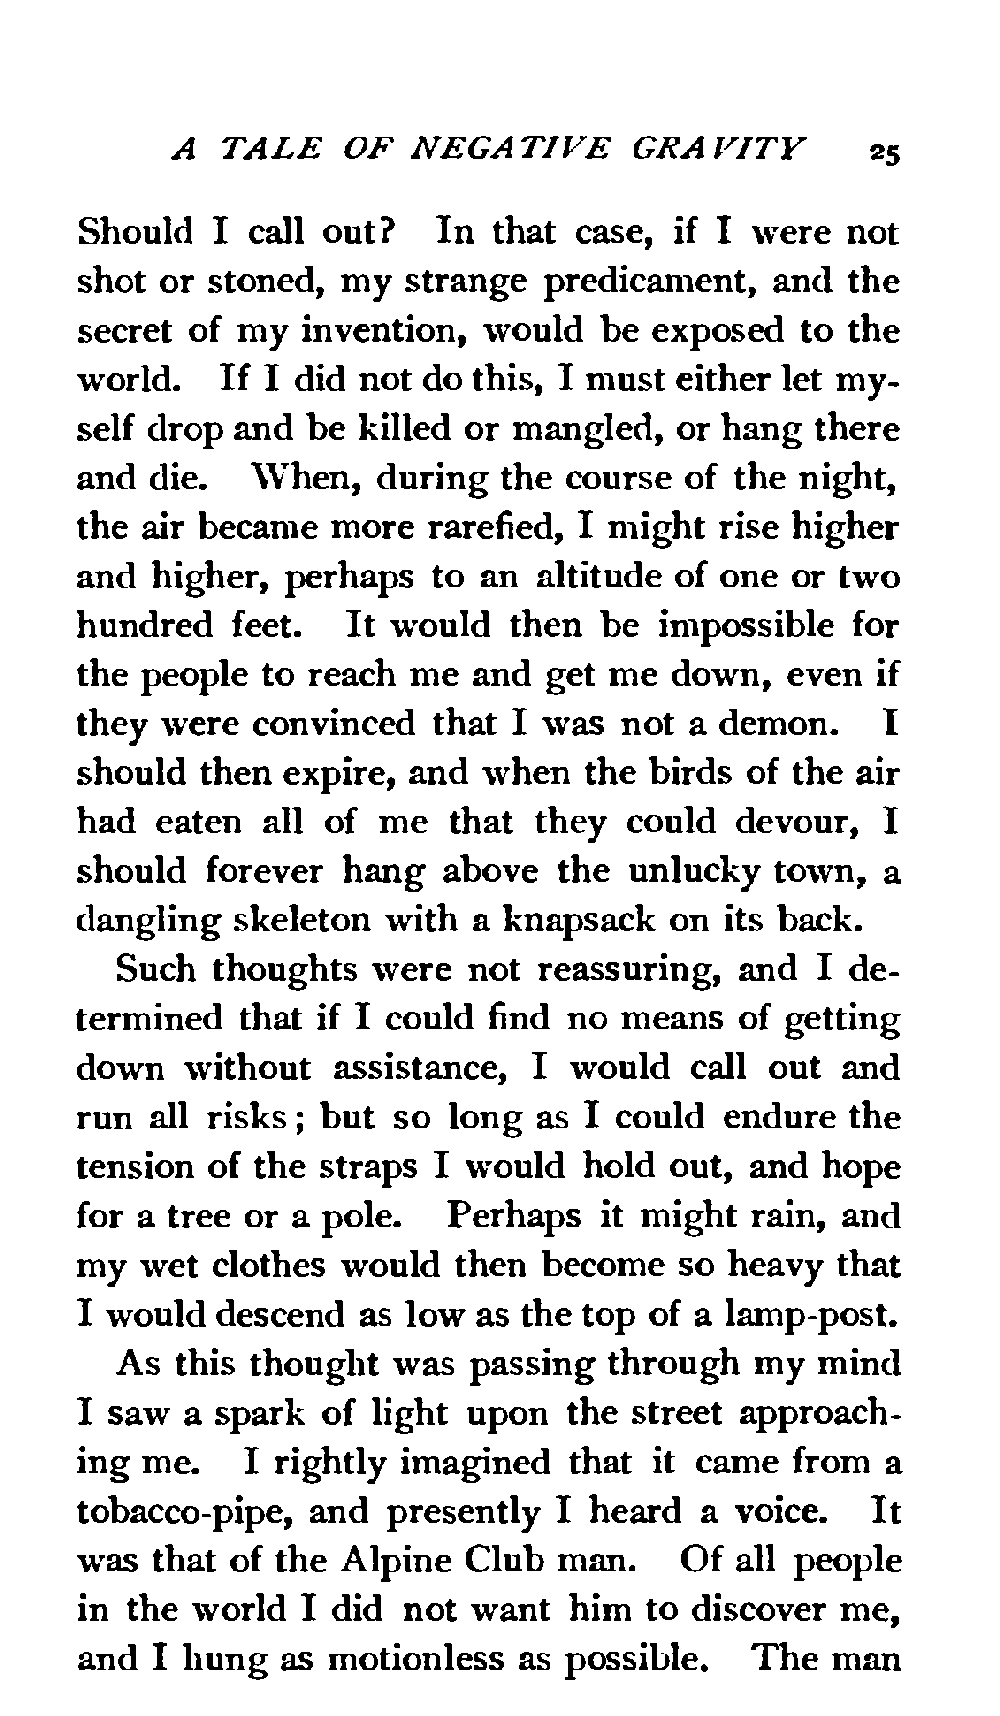 A TALE OF NEGATIVE GRAVITY 25
Should I call out? In that case, if I were not
shot or stoned, my strange predicament, and the
secret of my invention, would be exposed to the
world. If I did not do this, I must either let my-
self drop and be killed or mangled, or hang there
and die. When, during the course of the night,
the air became more rarefied, I might rise higher
and higher, perhaps to an altitude of one or two
hundred feet. It would then be impossible for
the people to reach me and get me down, even if
they were convinced that I was not a demon. I
should then expire, and when the birds of the air
had eaten all of me that they could devour, I
should forever hang above the unlucky town, a
dangling skeleton with a knapsack on its back.
Such thoughts were not reassuring, and I de-
termined that if I could find no means of getting
down without assistance, I would call out and
run all risks; but so long as I could endure the
tension of the straps I would hold out, and hope
for a tree or a pole. Perhaps it might rain, and
my wet clothes would then become so heavy that
I would descend as low as the top of a lamp-post.
As this thought was passing through my mind
I saw a spark of light upon the street approach-
ing me. I rightly imagined that it came from a
tobacco-pipe, and presently I heard a voice. It
was that of the Alpine Club man. Of all people
in the world I did not want him to discover me,
and I hung as motionless as possible. The man